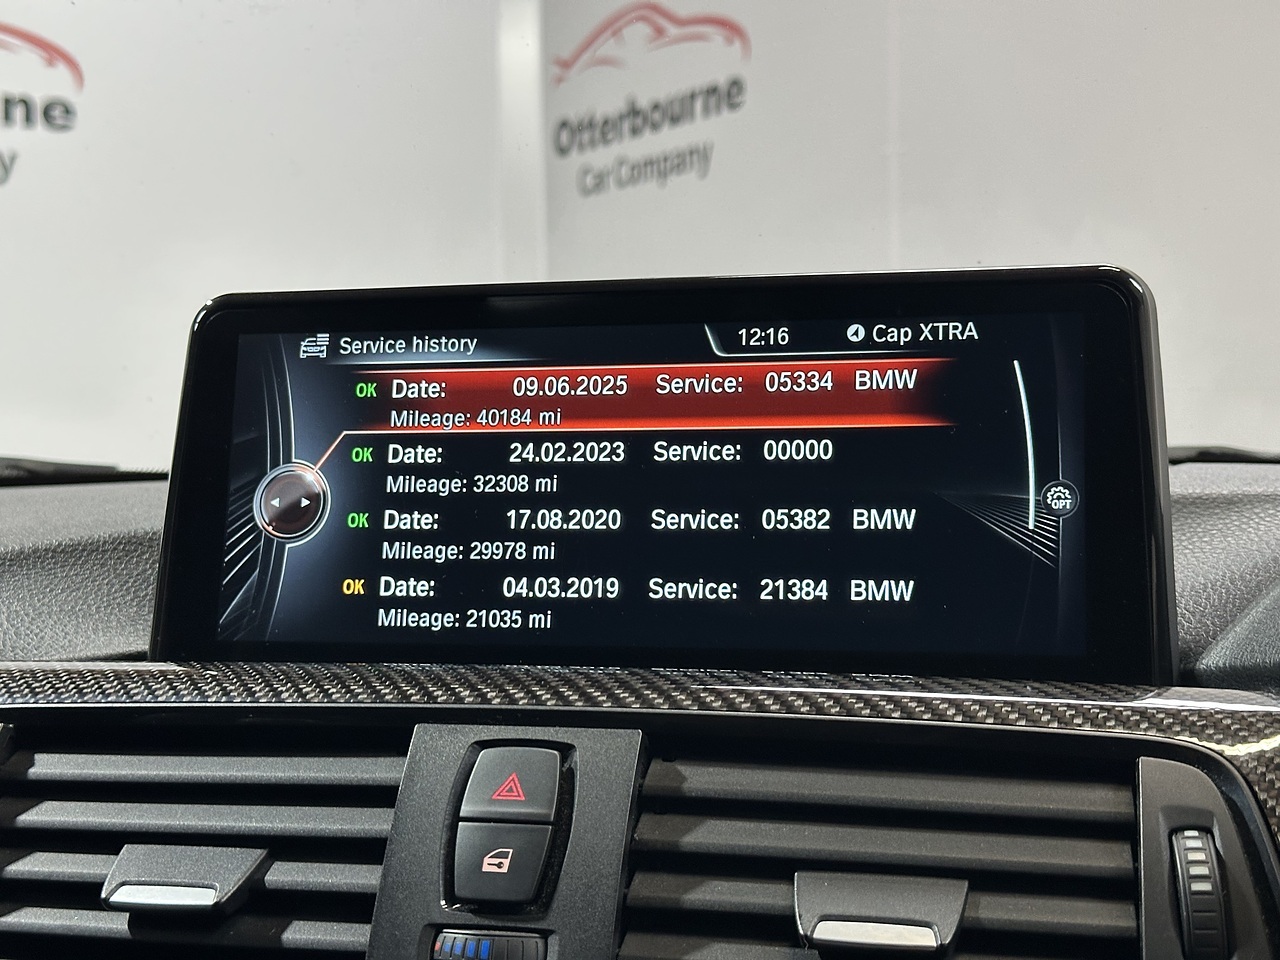 ne
y
Otterbourne
Car Company
Service history 12:16 Cap XTRA
OK Date: 09.06.2025 Service: 05334 BMW
Mileage: 40184 mi
OK Date: 24.02.2023 Service: 00000
Mileage: 32308 mi
OK Date: 17.08.2020 Service: 05382 BMW
Mileage: 29978 mi
OK Date: 04.03.2019 Service: 21384 BMW
Mileage: 21035 mi
OPT